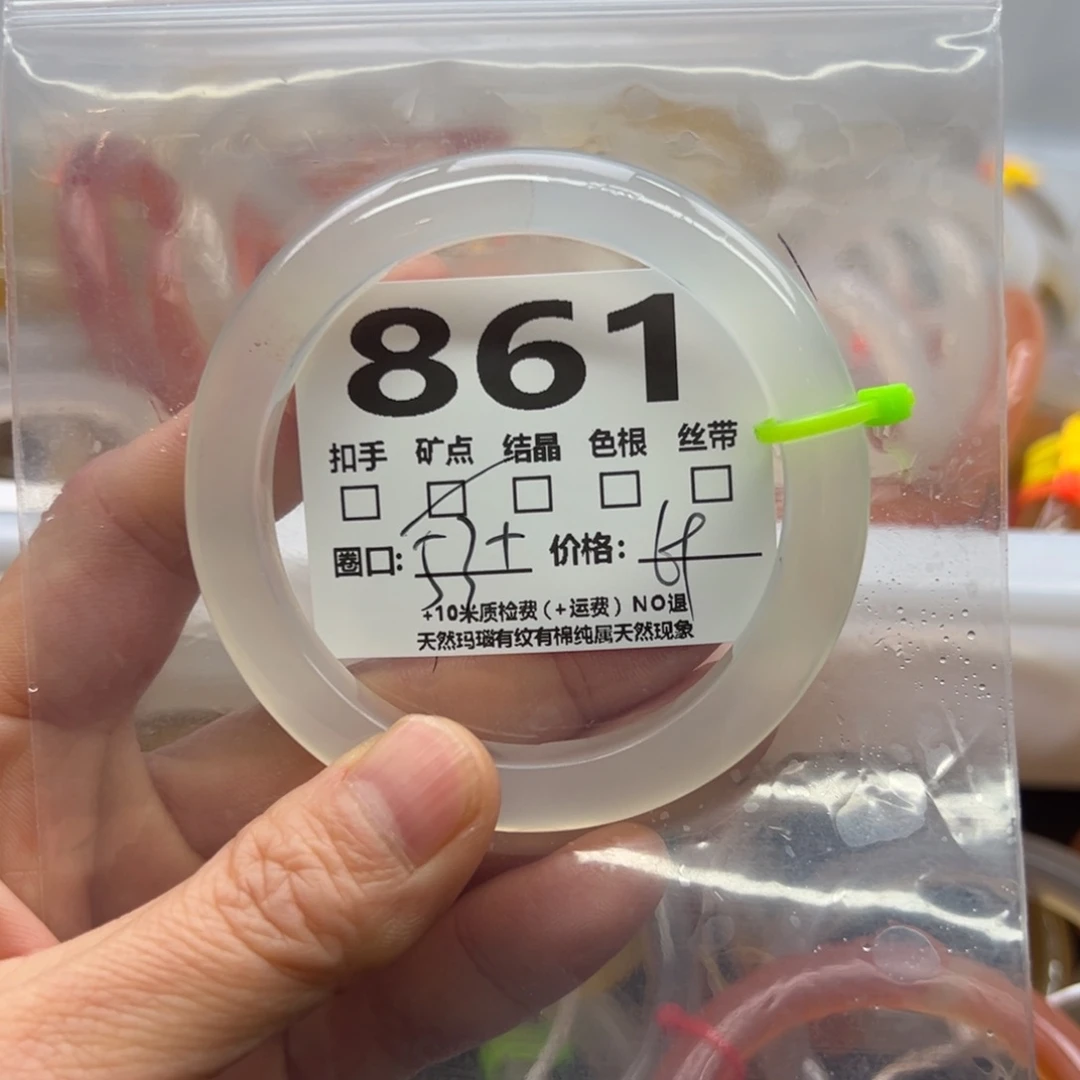 861
扣手 矿点 结晶 色根 丝带
圈口: 价格:
+10米质检费(+运费) NO退
天然玛瑙有纹有棉纯属天然现象